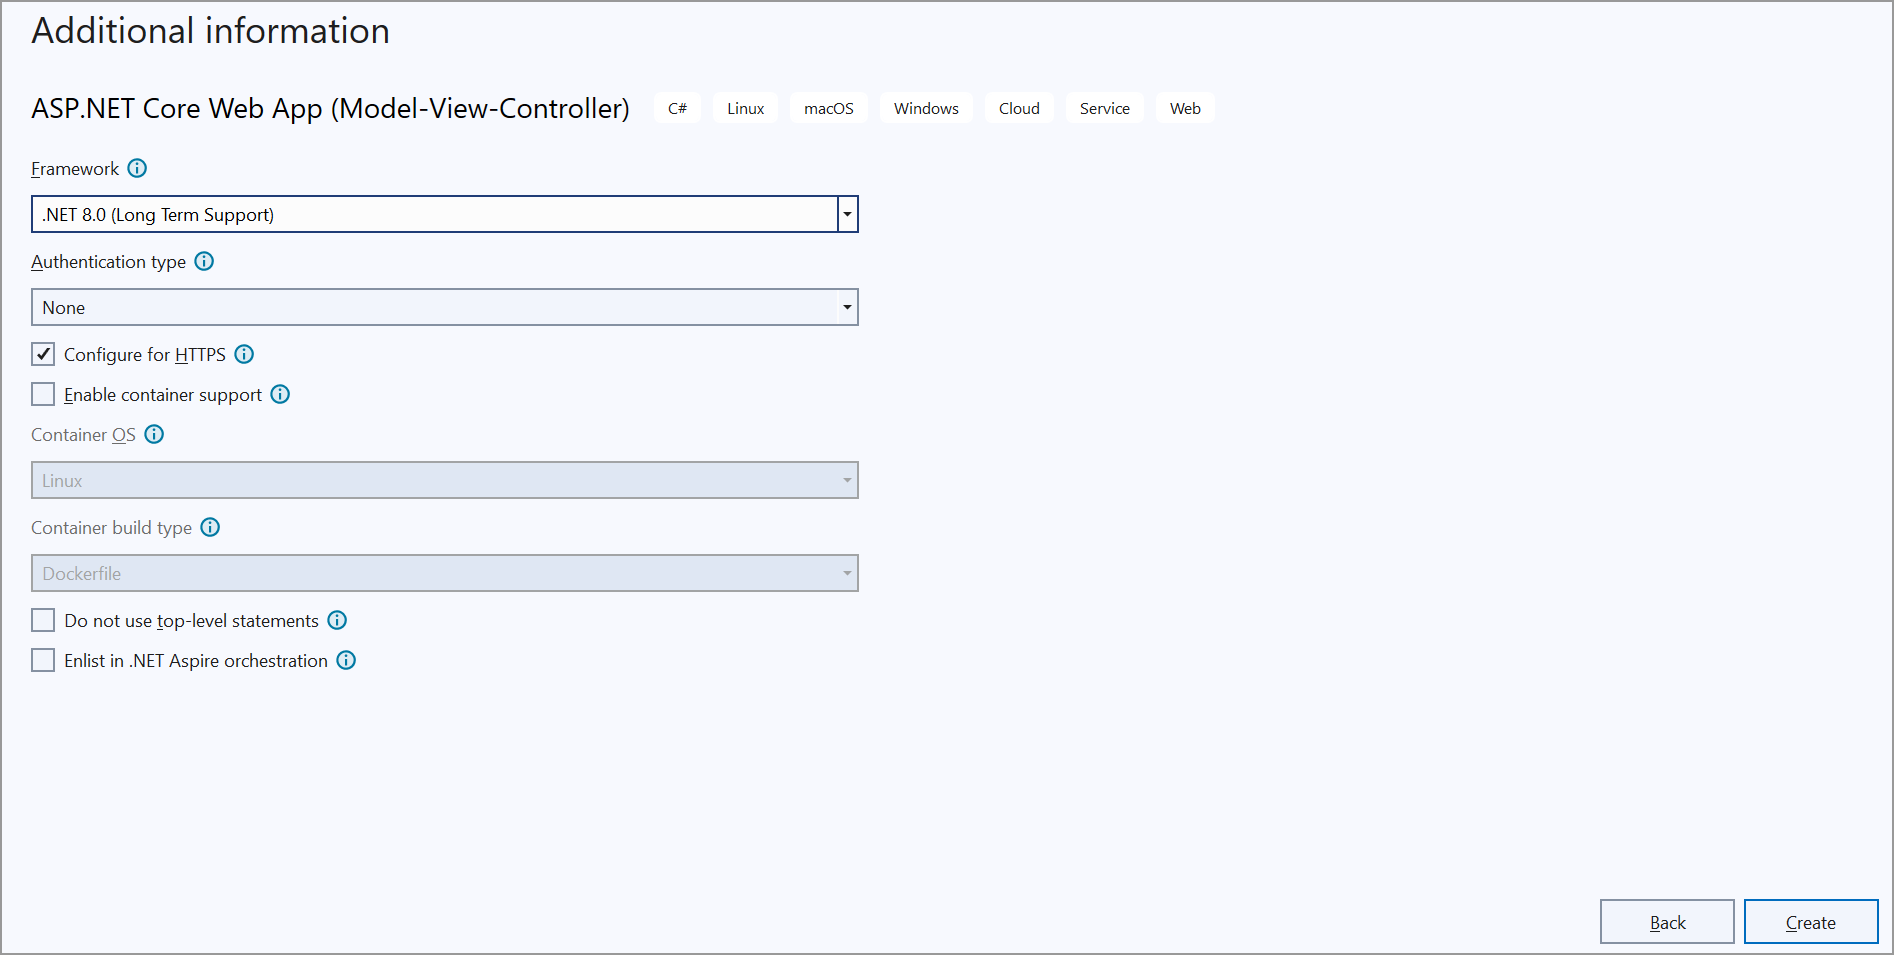 Additional information
ASP.NET Core Web App (Model-View-Controller) C# Linux macOS Windows Cloud Service Web
Framework
.NET 8.0 (Long Term Support)
Authentication type
None
Configure for HTTPS
Enable container support
Container OS
Linux
Container build type
Dockerfile
Do not use top-level statements
Enlist in .NET Aspire orchestration
Back Create